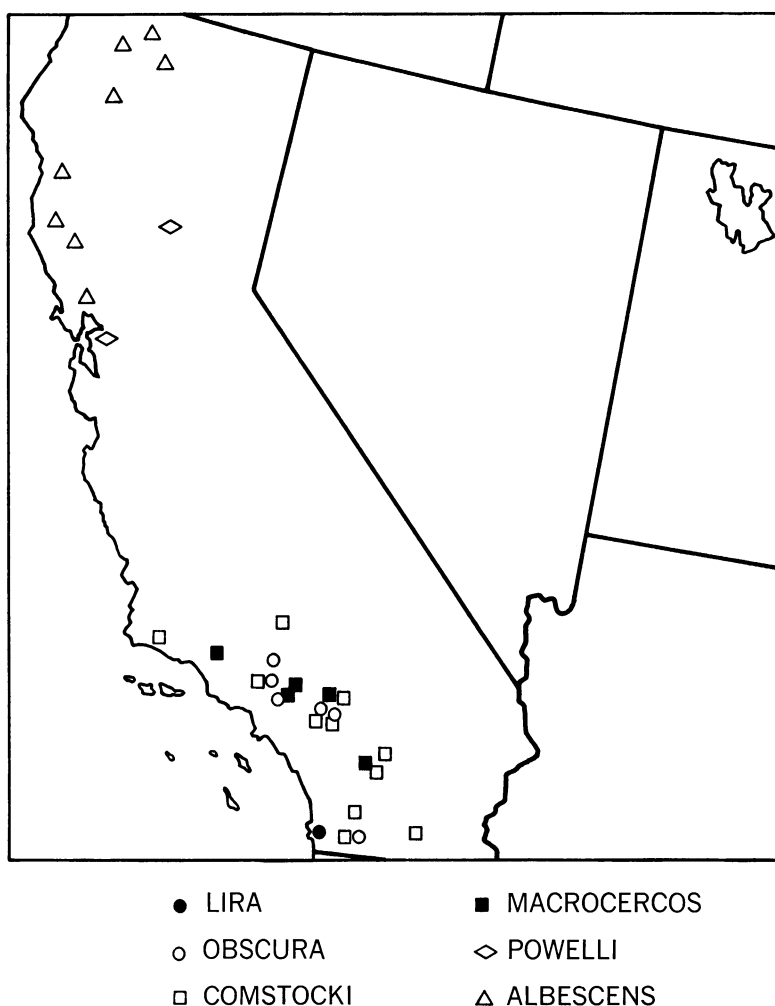 LIRA
OBSCURA
COMSTOCKI
MACROCERCOS
POWELLI
ALBESCENS